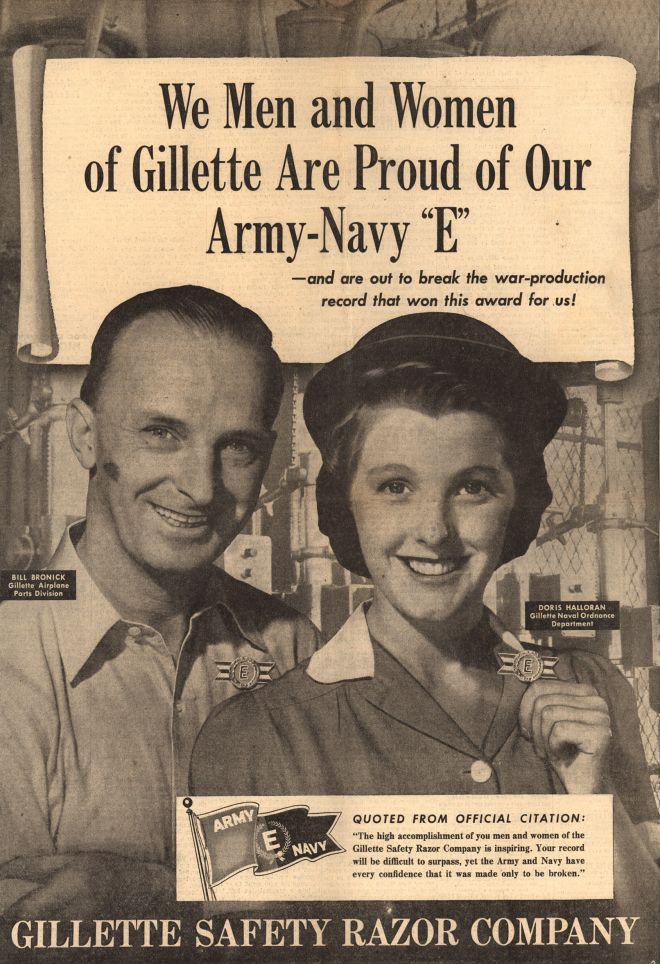 We Men and Women
of Gillette Are Proud of Our
Army-Navy “E”
—and are out to break the war-production
record that won this award for us!
BILL BRONICK
Gillette Airplane
Parts Division
DORIS HALLORAN
Gillette Naval Ordnance
Department
E
E
ARMY
E
NAVY
QUOTED FROM OFFICIAL CITATION:
“The high accomplishment of you men and women of the
Gillette Safety Razor Company is inspiring. Your record
will be difficult to surpass, yet the Army and Navy have
every confidence that it was made only to be broken.”
GILLETTE SAFETY RAZOR COMPANY